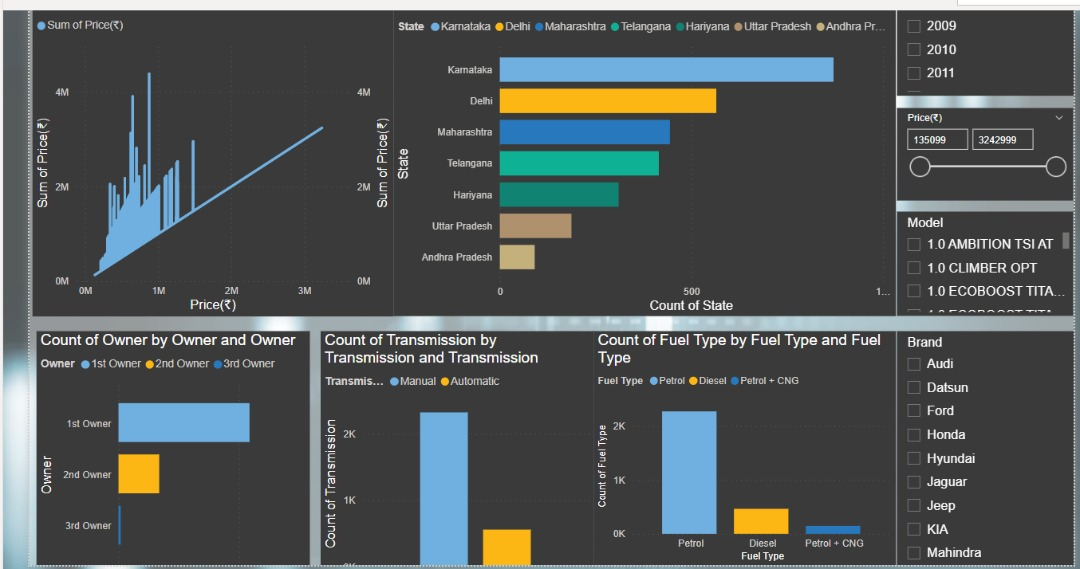 Sum of Price(₹)
4M
2M
0M
Sum of Price(₹)
4M
2M
0M
Sum of Price(₹)
0M 1M 2M 3M
Price(₹)
State Karnataka Delhi Maharashtra Telangana Hariyana Uttar Pradesh Andhra Pr...
State
Karnataka
Delhi
Maharashtra
Telangana
Hariyana
Uttar Pradesh
Andhra Pradesh
0 500 1...
Count of State
2009
2010
2011
Price(₹)
135099 3242999
Model
1.0 AMBITION TSI AT
1.0 CLIMBER OPT
1.0 ECOBOOST TITA...
Count of Owner by Owner and Owner
Owner 1st Owner 2nd Owner 3rd Owner
Owner
1st Owner
2nd Owner
3rd Owner
Count of Transmission by
Transmission and Transmission
Transmis... Manual Automatic
Count of Transmission
2K
1K
Count of Fuel Type by Fuel Type and Fuel
Type
Fuel Type Petrol Diesel Petrol + CNG
Count of Fuel Type
2K
1K
0K
Petrol Diesel Petrol + CNG
Fuel Type
Brand
Audi
Datsun
Ford
Honda
Hyundai
Jaguar
Jeep
KIA
Mahindra